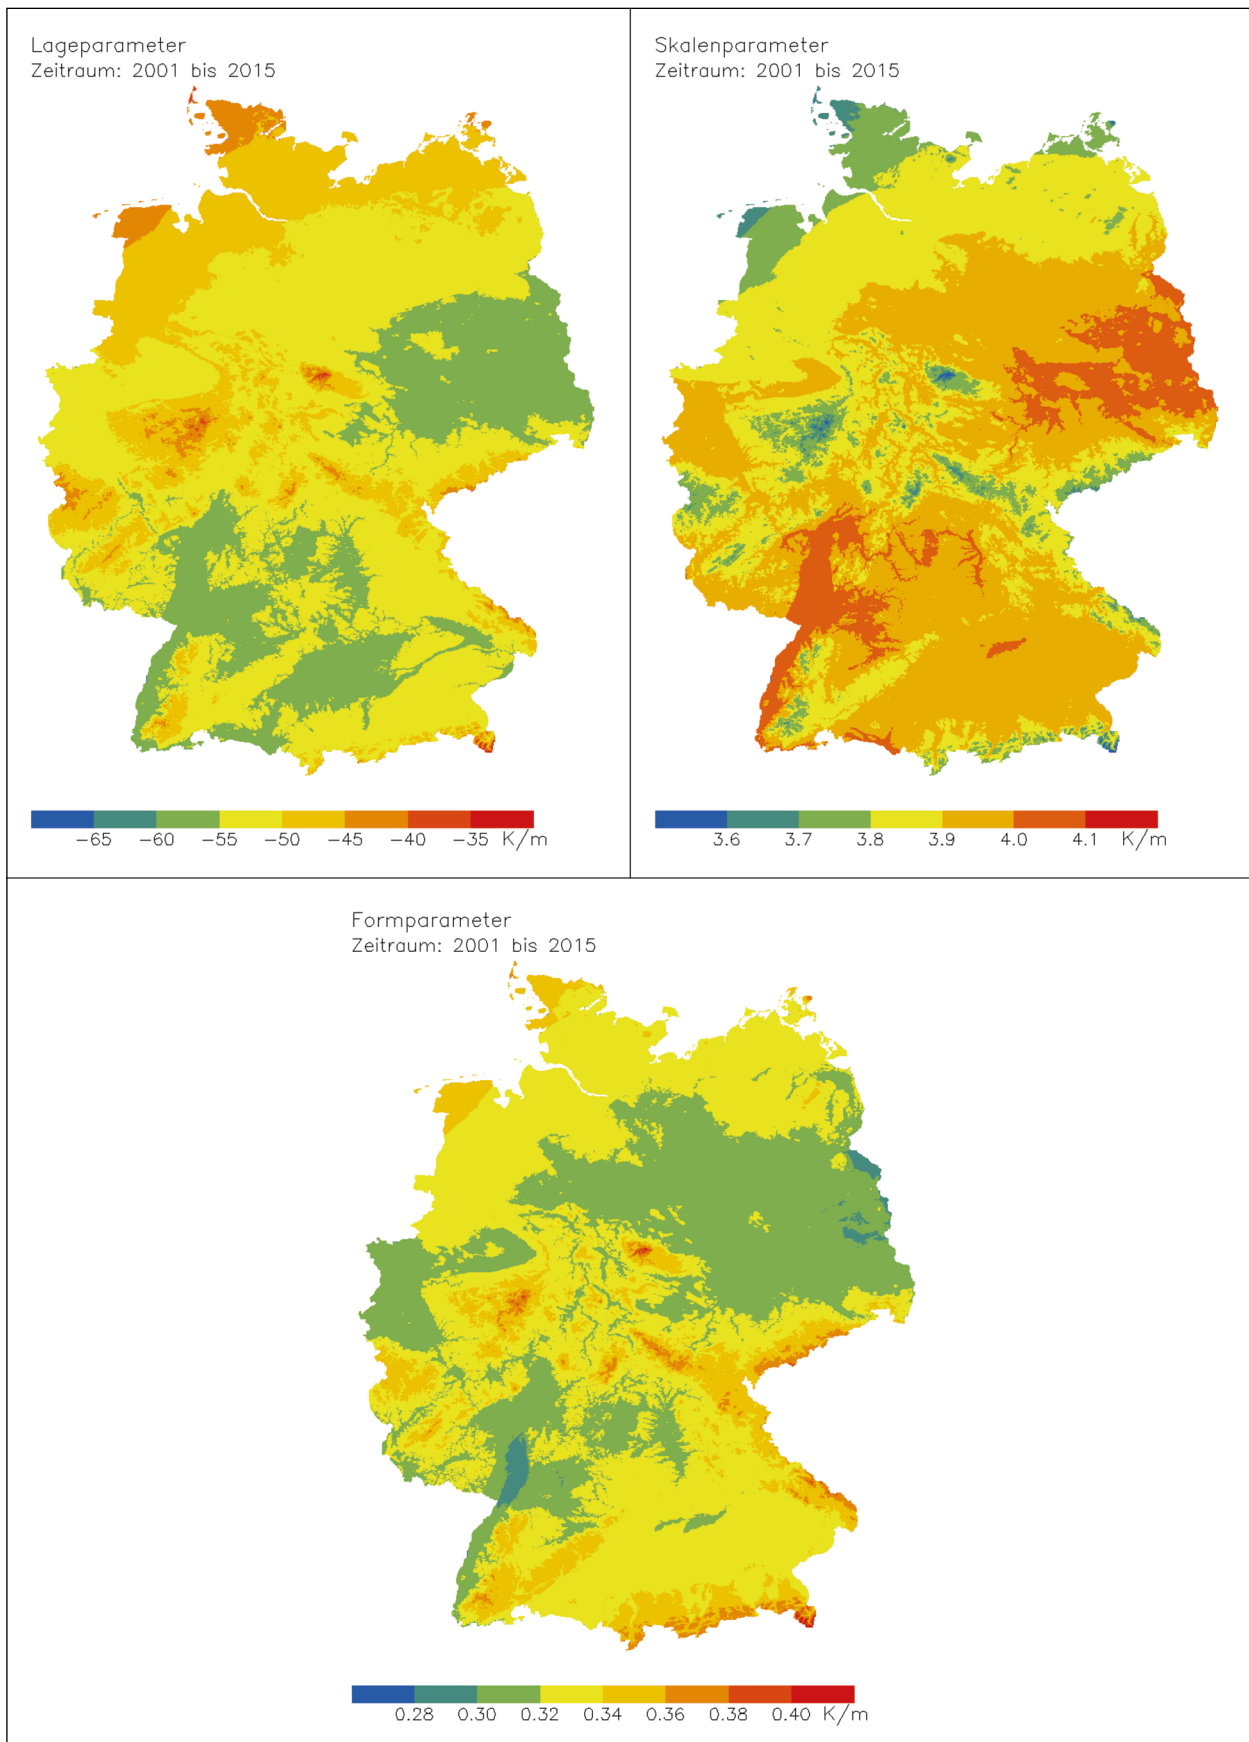 Lageparameter
Zeitraum: 2001 bis 2015
−65 −60 −55 −50 −45 −40 −35 K/m
Skalenparameter
Zeitraum: 2001 bis 2015
3.6 3.7 3.8 3.9 4.0 4.1 K/m
Formparameter
Zeitraum: 2001 bis 2015
0.28 0.30 0.32 0.34 0.36 0.38 0.40 K/m